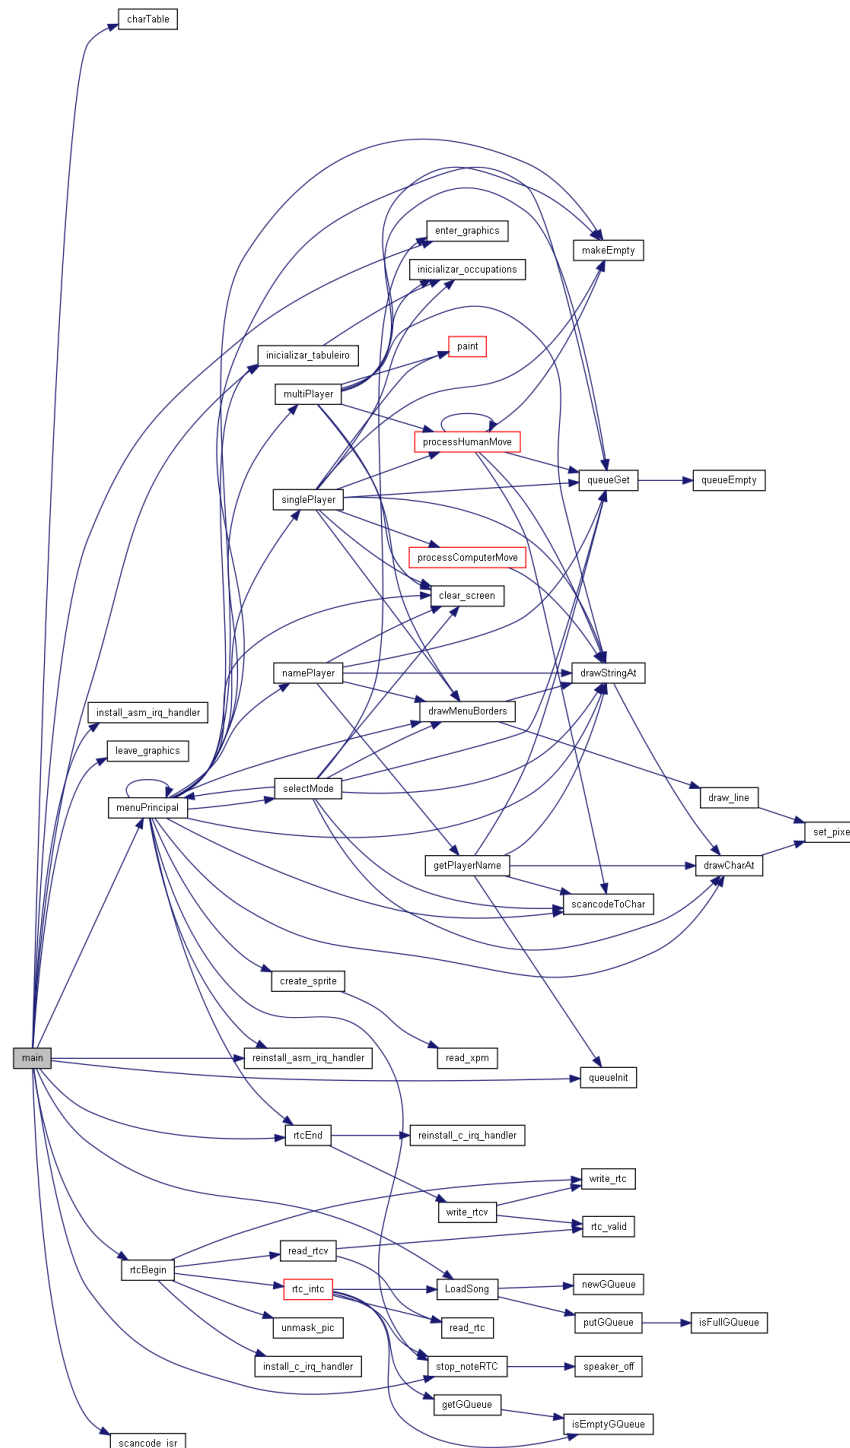 charTable
enter_graphics
makeEmpty
inicializar_occupations
inicializar_tabuleiro
paint
multiPlayer
processHumanMove
queueGet
queueEmpty
singlePlayer
processComputerMove
clear_screen
namePlayer
drawStringAt
drawMenuBorders
install_asm_irq_handler
leave_graphics
selectMode
draw_line
menuPrincipal
set_pixe
getPlayerName
drawCharAt
scancodeToChar
create_sprite
main
reinstall_asm_irq_handler
read_xpm
queueInit
rtcEnd
reinstall_c_irq_handler
write_rtc
write_rtcv
rtc_valid
read_rtcv
rtcBegin
rtc_intc
LoadSong
newGQueue
unmask_pic
read_rtc
putGQueue
isFullGQueue
install_c_irq_handler
stop_noteRTC
speaker_off
getGQueue
isEmptyGQueue
scancode_isr